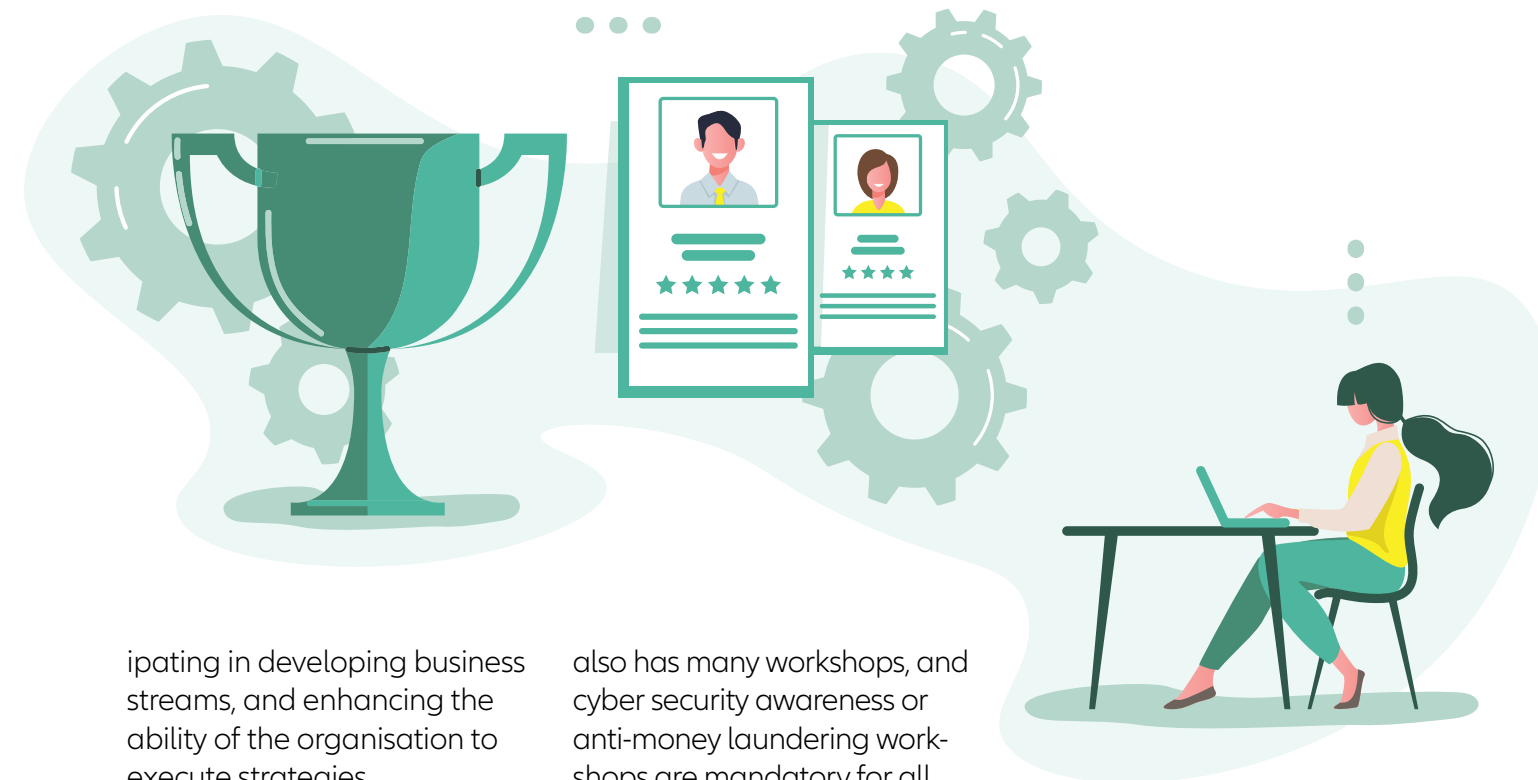 ipating in developing business
streams, and enhancing the
ability of the organisation to
execute strategies.
also has many workshops, and
cyber security awareness or
anti-money laundering work-
shops are mandatory for all